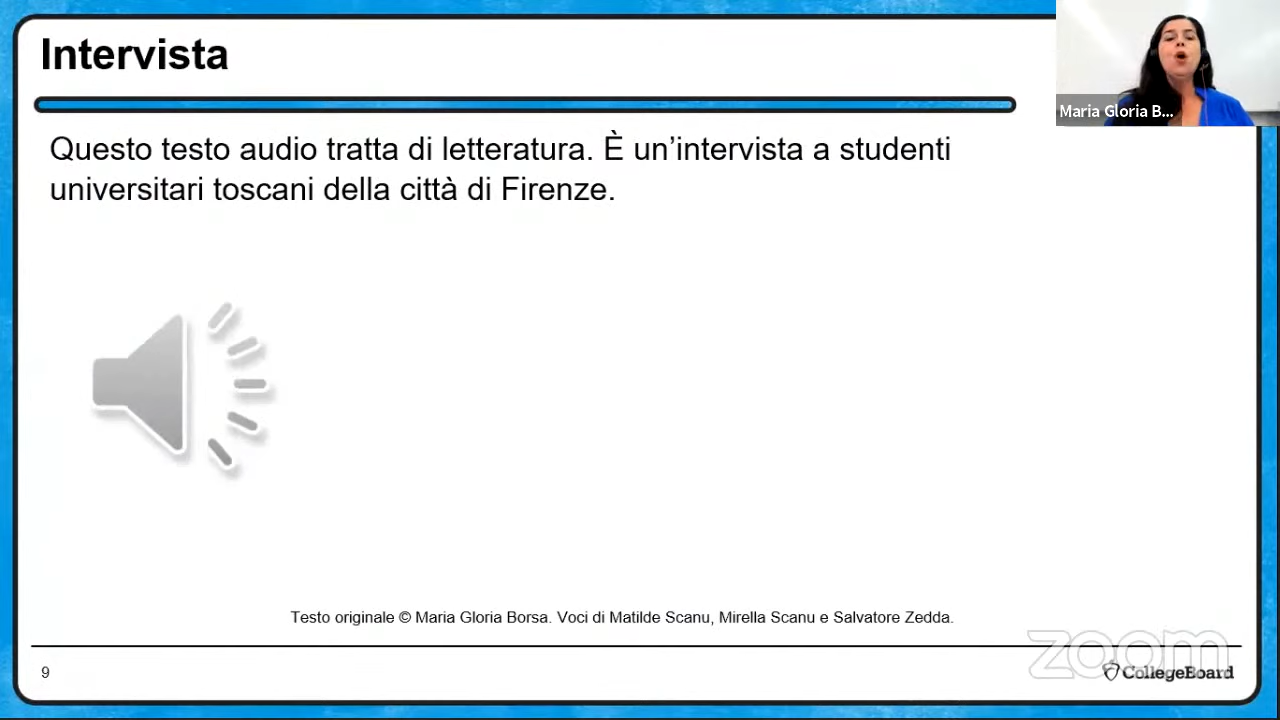 Intervista
Maria Gloria B...
Questo testo audio tratta di letteratura. È un’intervista a studenti
universitari toscani della città di Firenze.
Testo originale © Maria Gloria Borsa. Voci di Matilde Scanu, Mirella Scanu e Salvatore Zedda.
zoom
9
CollegeBoard